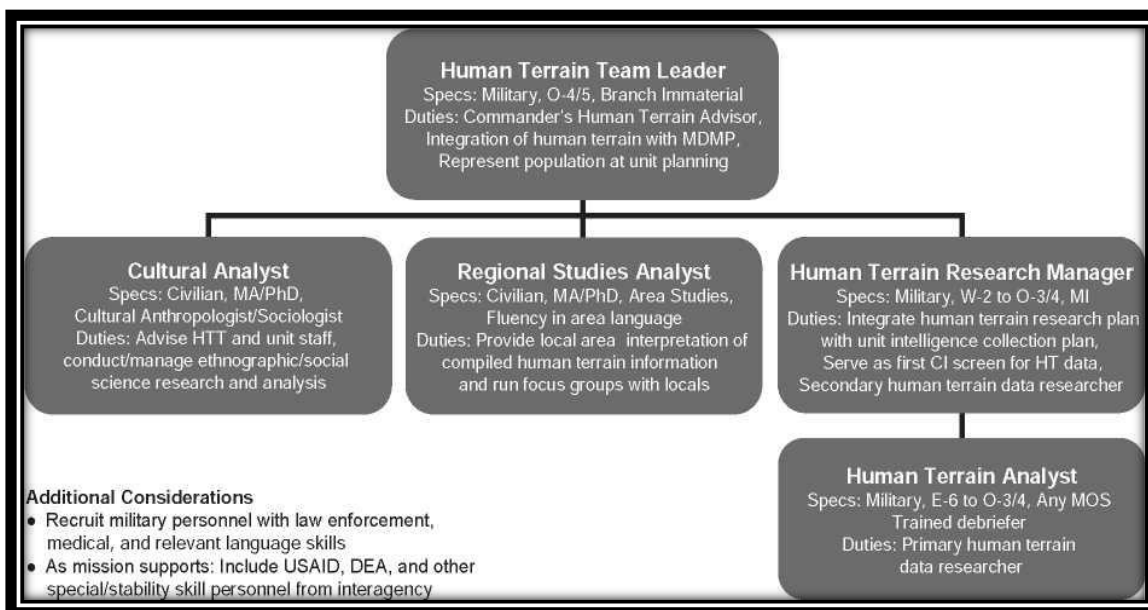 Human Terrain Team Leader
Specs: Military, O-4/5, Branch Immaterial
Duties: Commander's Human Terrain Advisor,
Integration of human terrain with MDMP,
Represent population at unit planning
Cultural Analyst
Specs: Civilian, MA/PhD,
Cultural Anthropologist/Sociologist
Duties: Advise HTT and unit staff,
conduct/manage ethnographic/social
science research and analysis
Regional Studies Analyst
Specs: Civilian, MA/PhD, Area Studies,
Fluency in area language
Duties: Provide local area interpretation of
compiled human terrain information
and run focus groups with locals
Human Terrain Research Manager
Specs: Military, W-2 to O-3/4, MI
Duties: Integrate human terrain research plan
with unit intelligence collection plan,
Serve as first CI screen for HT data,
Secondary human terrain data researcher
Human Terrain Analyst
Specs: Military, E-6 to O-3/4, Any MOS
Trained debriefer
Duties: Primary human terrain
data researcher
Additional Considerations
● Recruit military personnel with law enforcement,
medical, and relevant language skills
● As mission supports: Include USAID, DEA, and other
special/stability skill personnel from interagency